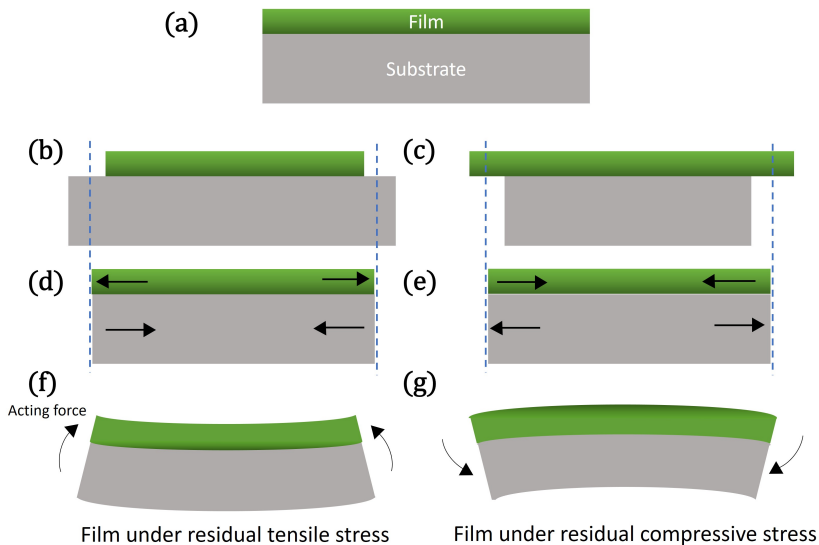 (a)
Film
Substrate
(b)
(c)
(d)
(e)
(f)
(g)
Acting force
Film under residual tensile stress
Film under residual compressive stress